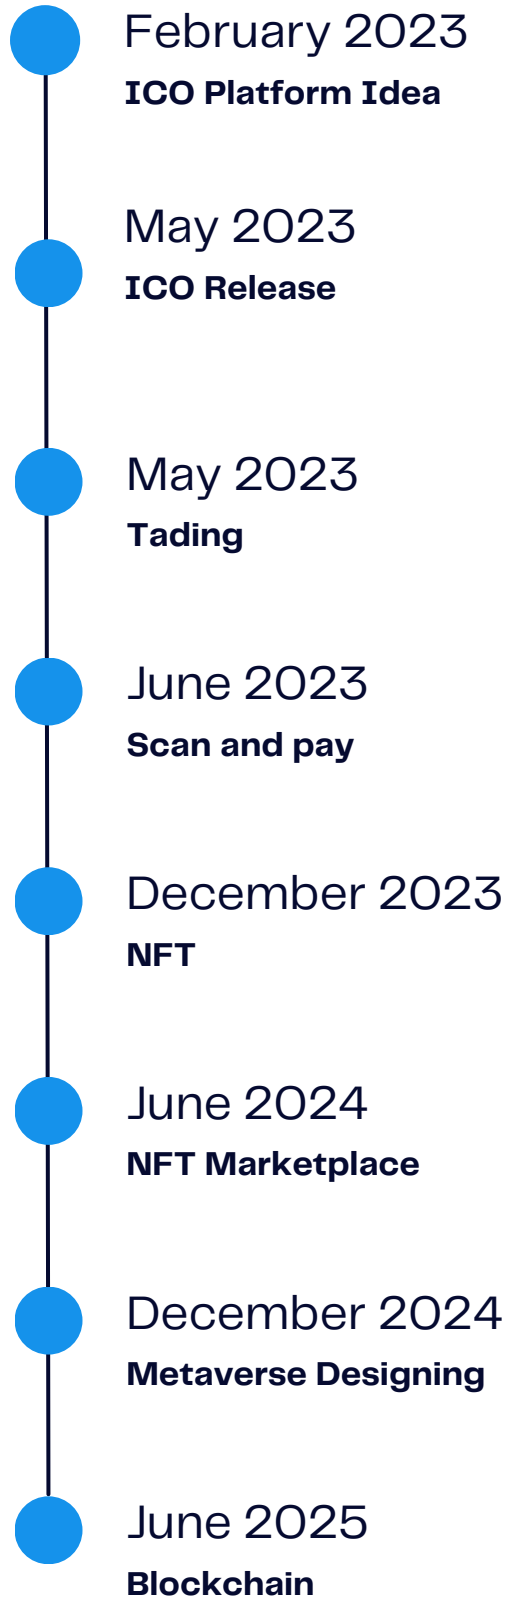 February 2023
ICO Platform Idea
May 2023
ICO Release
May 2023
Tading
June 2023
Scan and pay
December 2023
NFT
June 2024
NFT Marketplace
December 2024
Metaverse Designing
June 2025
Blockchain